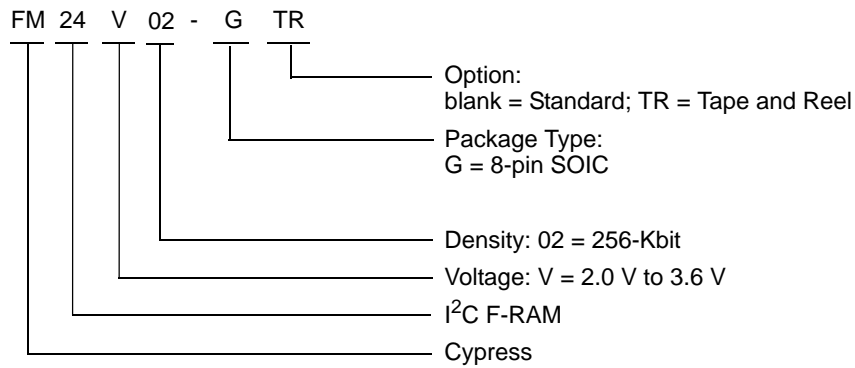 FM 24 V 02 - G TR
Option:
blank = Standard; TR = Tape and Reel
Package Type:
G = 8-pin SOIC
Density: 02 = 256-Kbit
Voltage: V = 2.0 V to 3.6 V
I²C F-RAM
Cypress